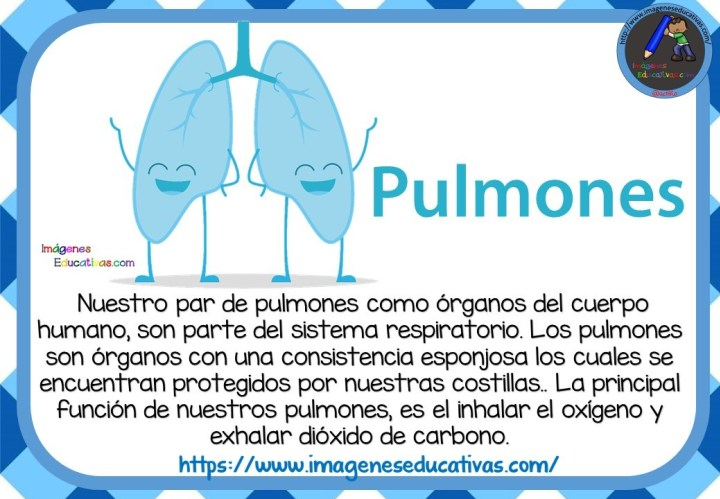 http://www.imageneseducativas.com/
Imágenes
Educativas.com
Pulmones
Imágenes
Educativas.com
Nuestro par de pulmones como órganos del cuerpo
humano, son parte del sistema respiratorio. Los pulmones
son órganos con una consistencia esponjosa los cuales se
encuentran protegidos por nuestras costillas.. La principal
función de nuestros pulmones, es el inhalar el oxígeno y
exhalar dióxido de carbono.
https://www.imageneseducativas.com/